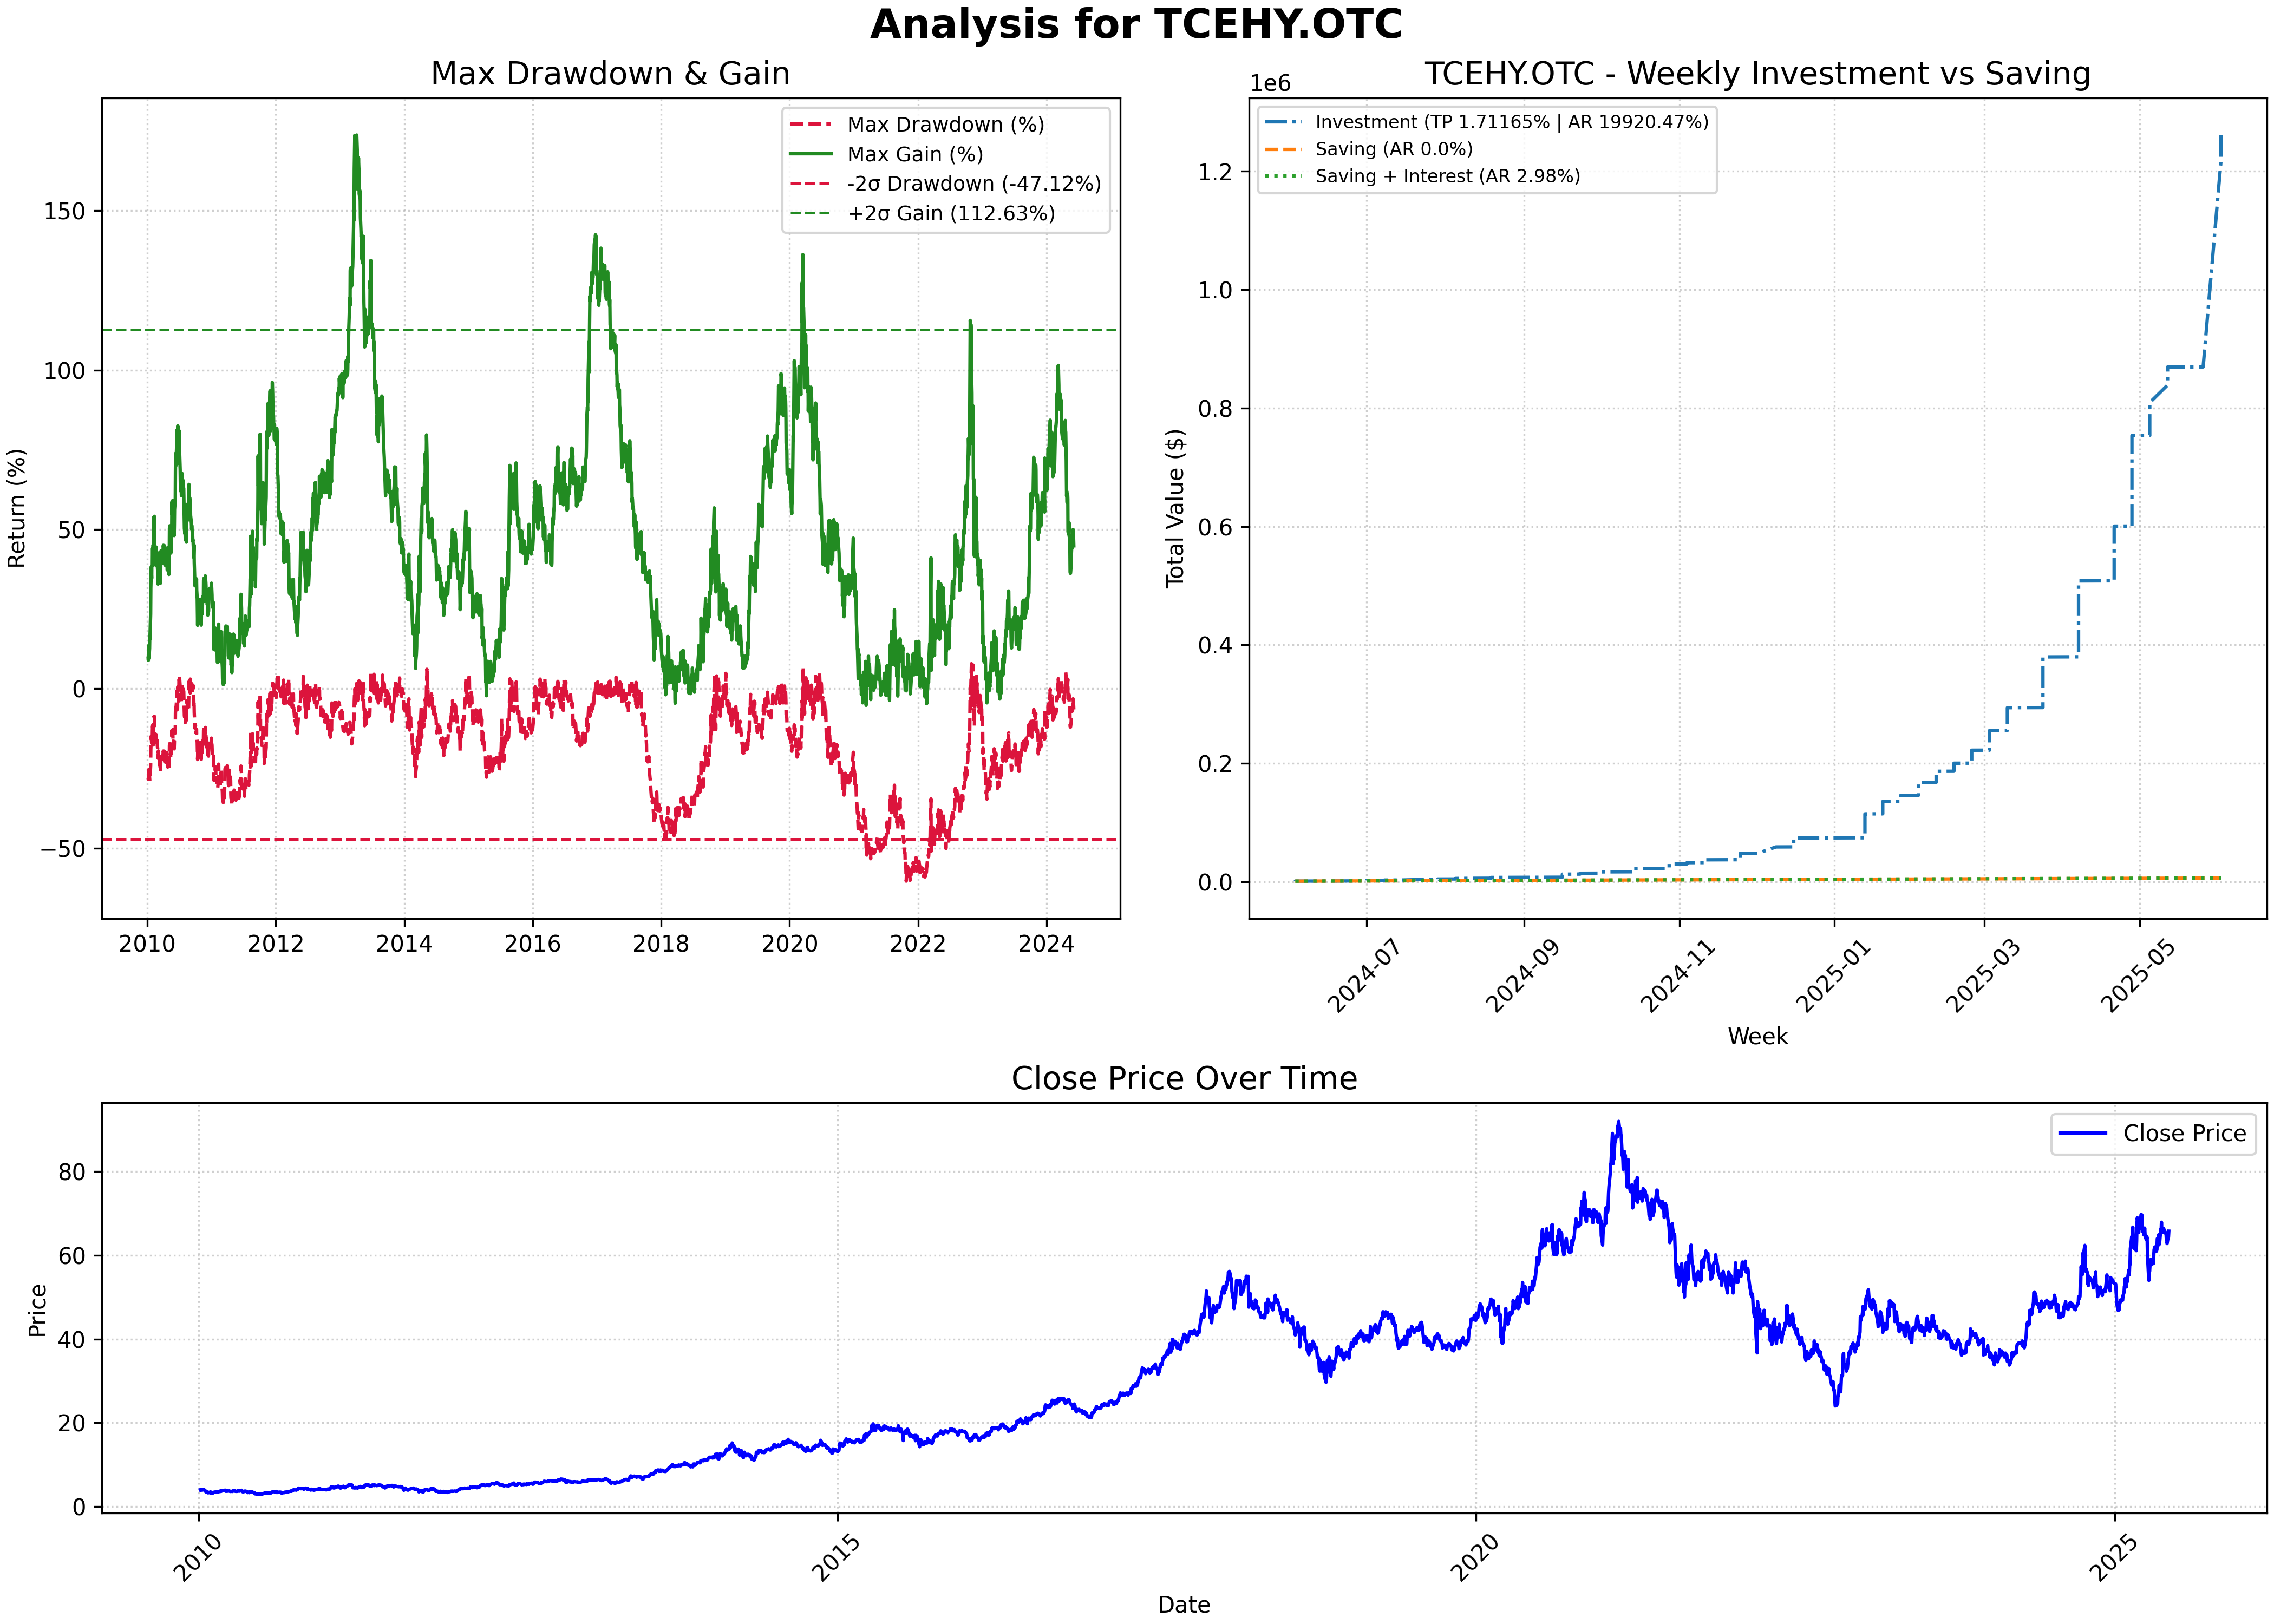 Analysis for TCEHY.OTC
Max Drawdown & Gain
Return (%)
150
100
50
0
−50
Max Drawdown (%)
Max Gain (%)
-2σ Drawdown (-47.12%)
+2σ Gain (112.63%)
2010 2012 2014 2016 2018 2020 2022 2024
TCEHY.OTC - Weekly Investment vs Saving
1e6
Total Value ($)
1.2
1.0
0.8
0.6
0.4
0.2
0.0
Investment (TP 1.71165% | AR 19920.47%)
Saving (AR 0.0%)
Saving + Interest (AR 2.98%)
2024-07 2024-09 2024-11 2025-01 2025-03 2025-05
Week
Close Price Over Time
Price
80
60
40
20
0
Close Price
2010 2015 2020 2025
Date